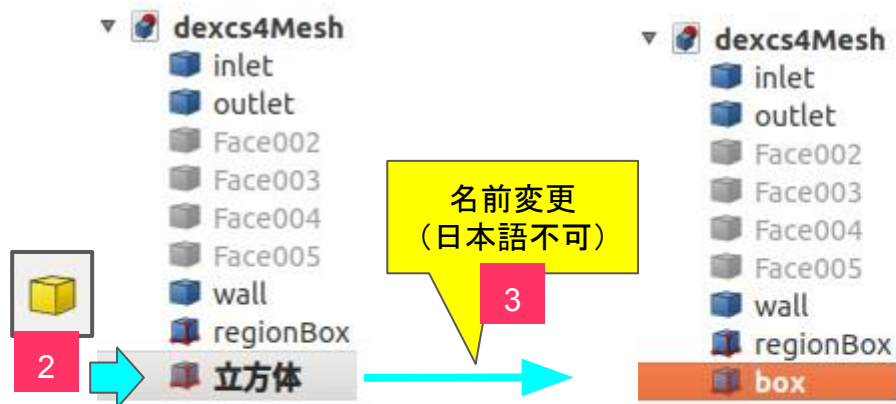 dexcs4Mesh
inlet
outlet
Face002
Face003
Face004
Face005
wall
regionBox
立方体
2
名前変更
（日本語不可）
3
dexcs4Mesh
inlet
outlet
Face002
Face003
Face004
Face005
wall
regionBox
box